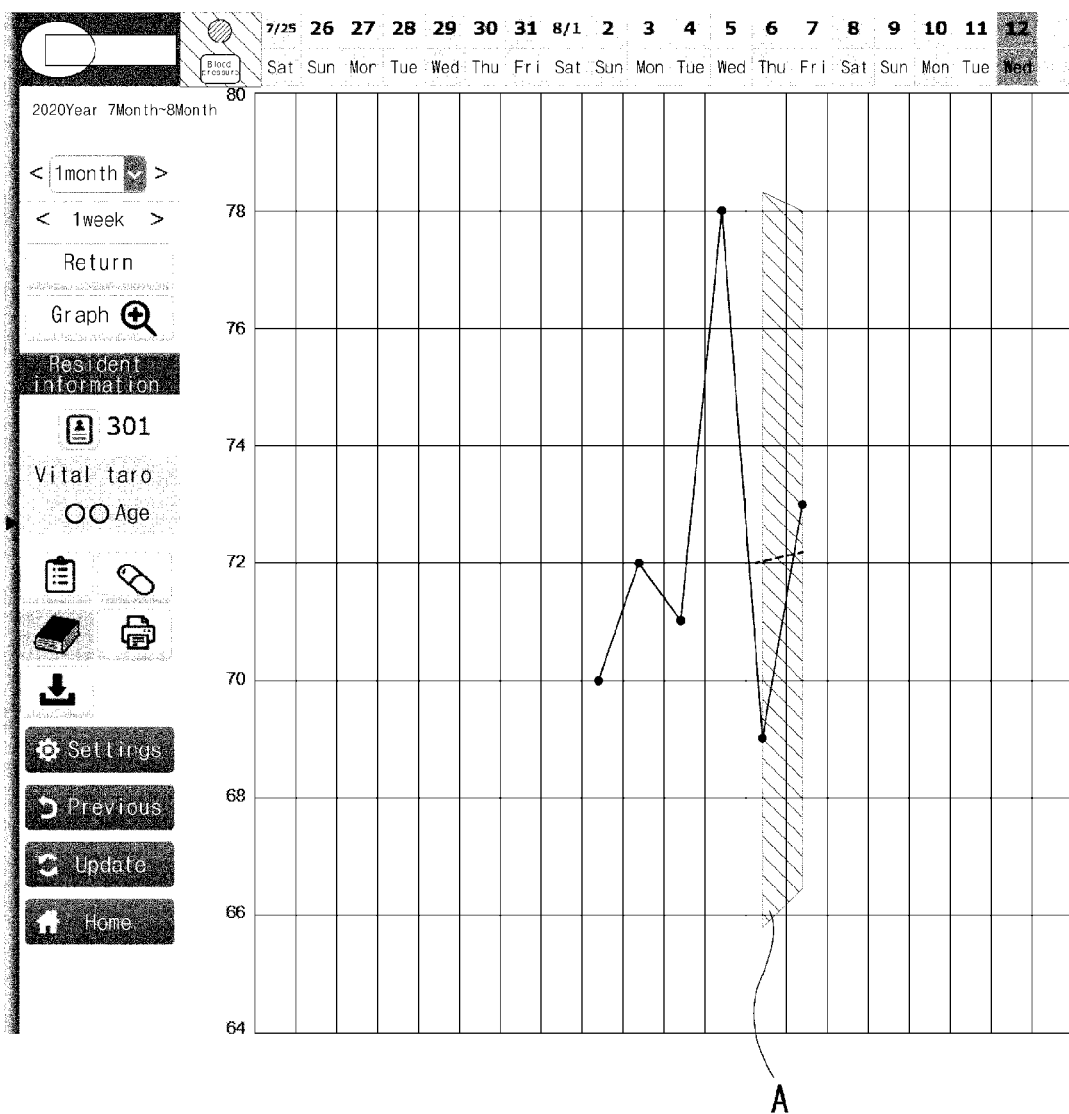 7/25 26 27 28 29 30 31 8/1 2 3 4 5 6 7 8 9 10 11 12
Blood pressure
Sat Sun Mon Tue Wed Thu Fri Sat Sun Mon Tue Wed Thu Fri Sat Sun Mon Tue Wed
2020Year 7Month~8Month
< 1month >
< 1week >
Return
Graph
Resident
information
301
Vital taro
○○ Age
Settings
Previous
Update
Home
80
78
76
74
72
70
68
66
64
A